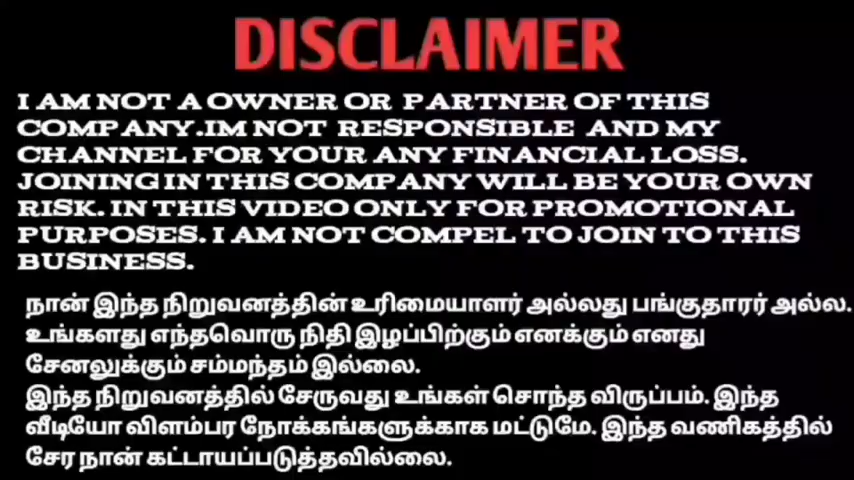 DISCLAIMER
I AM NOT A OWNER OR PARTNER OF THIS
COMPANY.IM NOT RESPONSIBLE AND MY
CHANNEL FOR YOUR ANY FINANCIAL LOSS.
JOINING IN THIS COMPANY WILL BE YOUR OWN
RISK. IN THIS VIDEO ONLY FOR PROMOTIONAL
PURPOSES. I AM NOT COMPEL TO JOIN TO THIS
BUSINESS.
நான் இந்த நிறுவனத்தின் உரிமையாளர் அல்லது பங்குதாரர் அல்ல.
உங்களது எந்தவொரு நிதி இழப்பிற்கும் எனக்கும் எனது
சேனலுக்கும் சம்மந்தம் இல்லை.
இந்த நிறுவனத்தில் சேருவது உங்கள் சொந்த விருப்பம். இந்த
வீடியோ விளம்பர நோக்கங்களுக்காக மட்டுமே. இந்த வணிகத்தில்
சேர நான் கட்டாயப்படுத்தவில்லை.